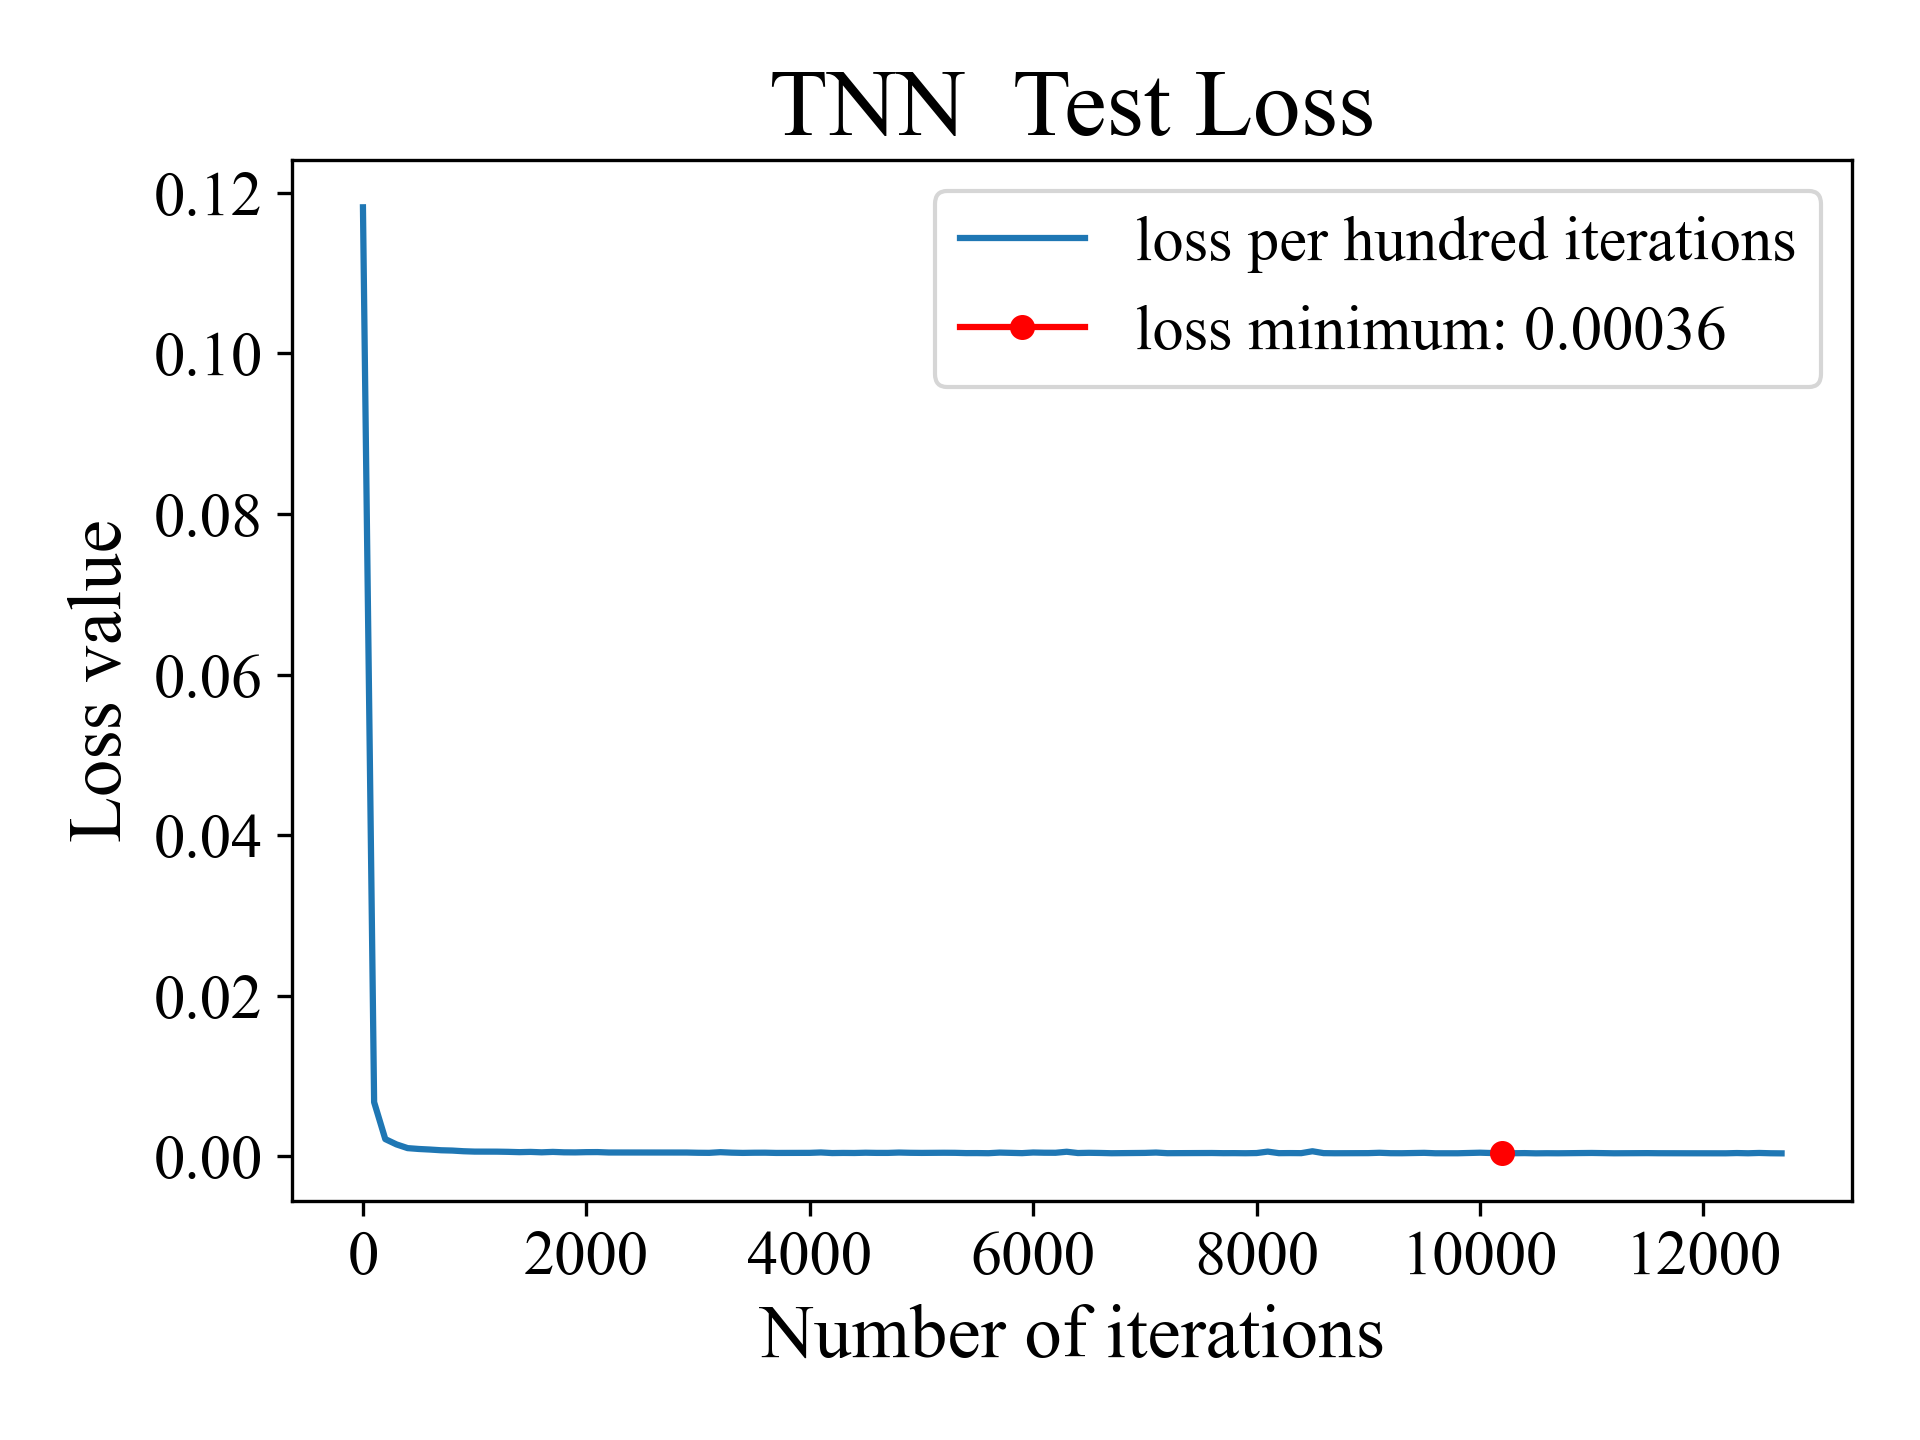 TNN  Test Loss
loss per hundred iterations
loss minimum: 0.00036
Loss value
0.12
0.10
0.08
0.06
0.04
0.02
0.00
0 2000 4000 6000 8000 10000 12000
Number of iterations